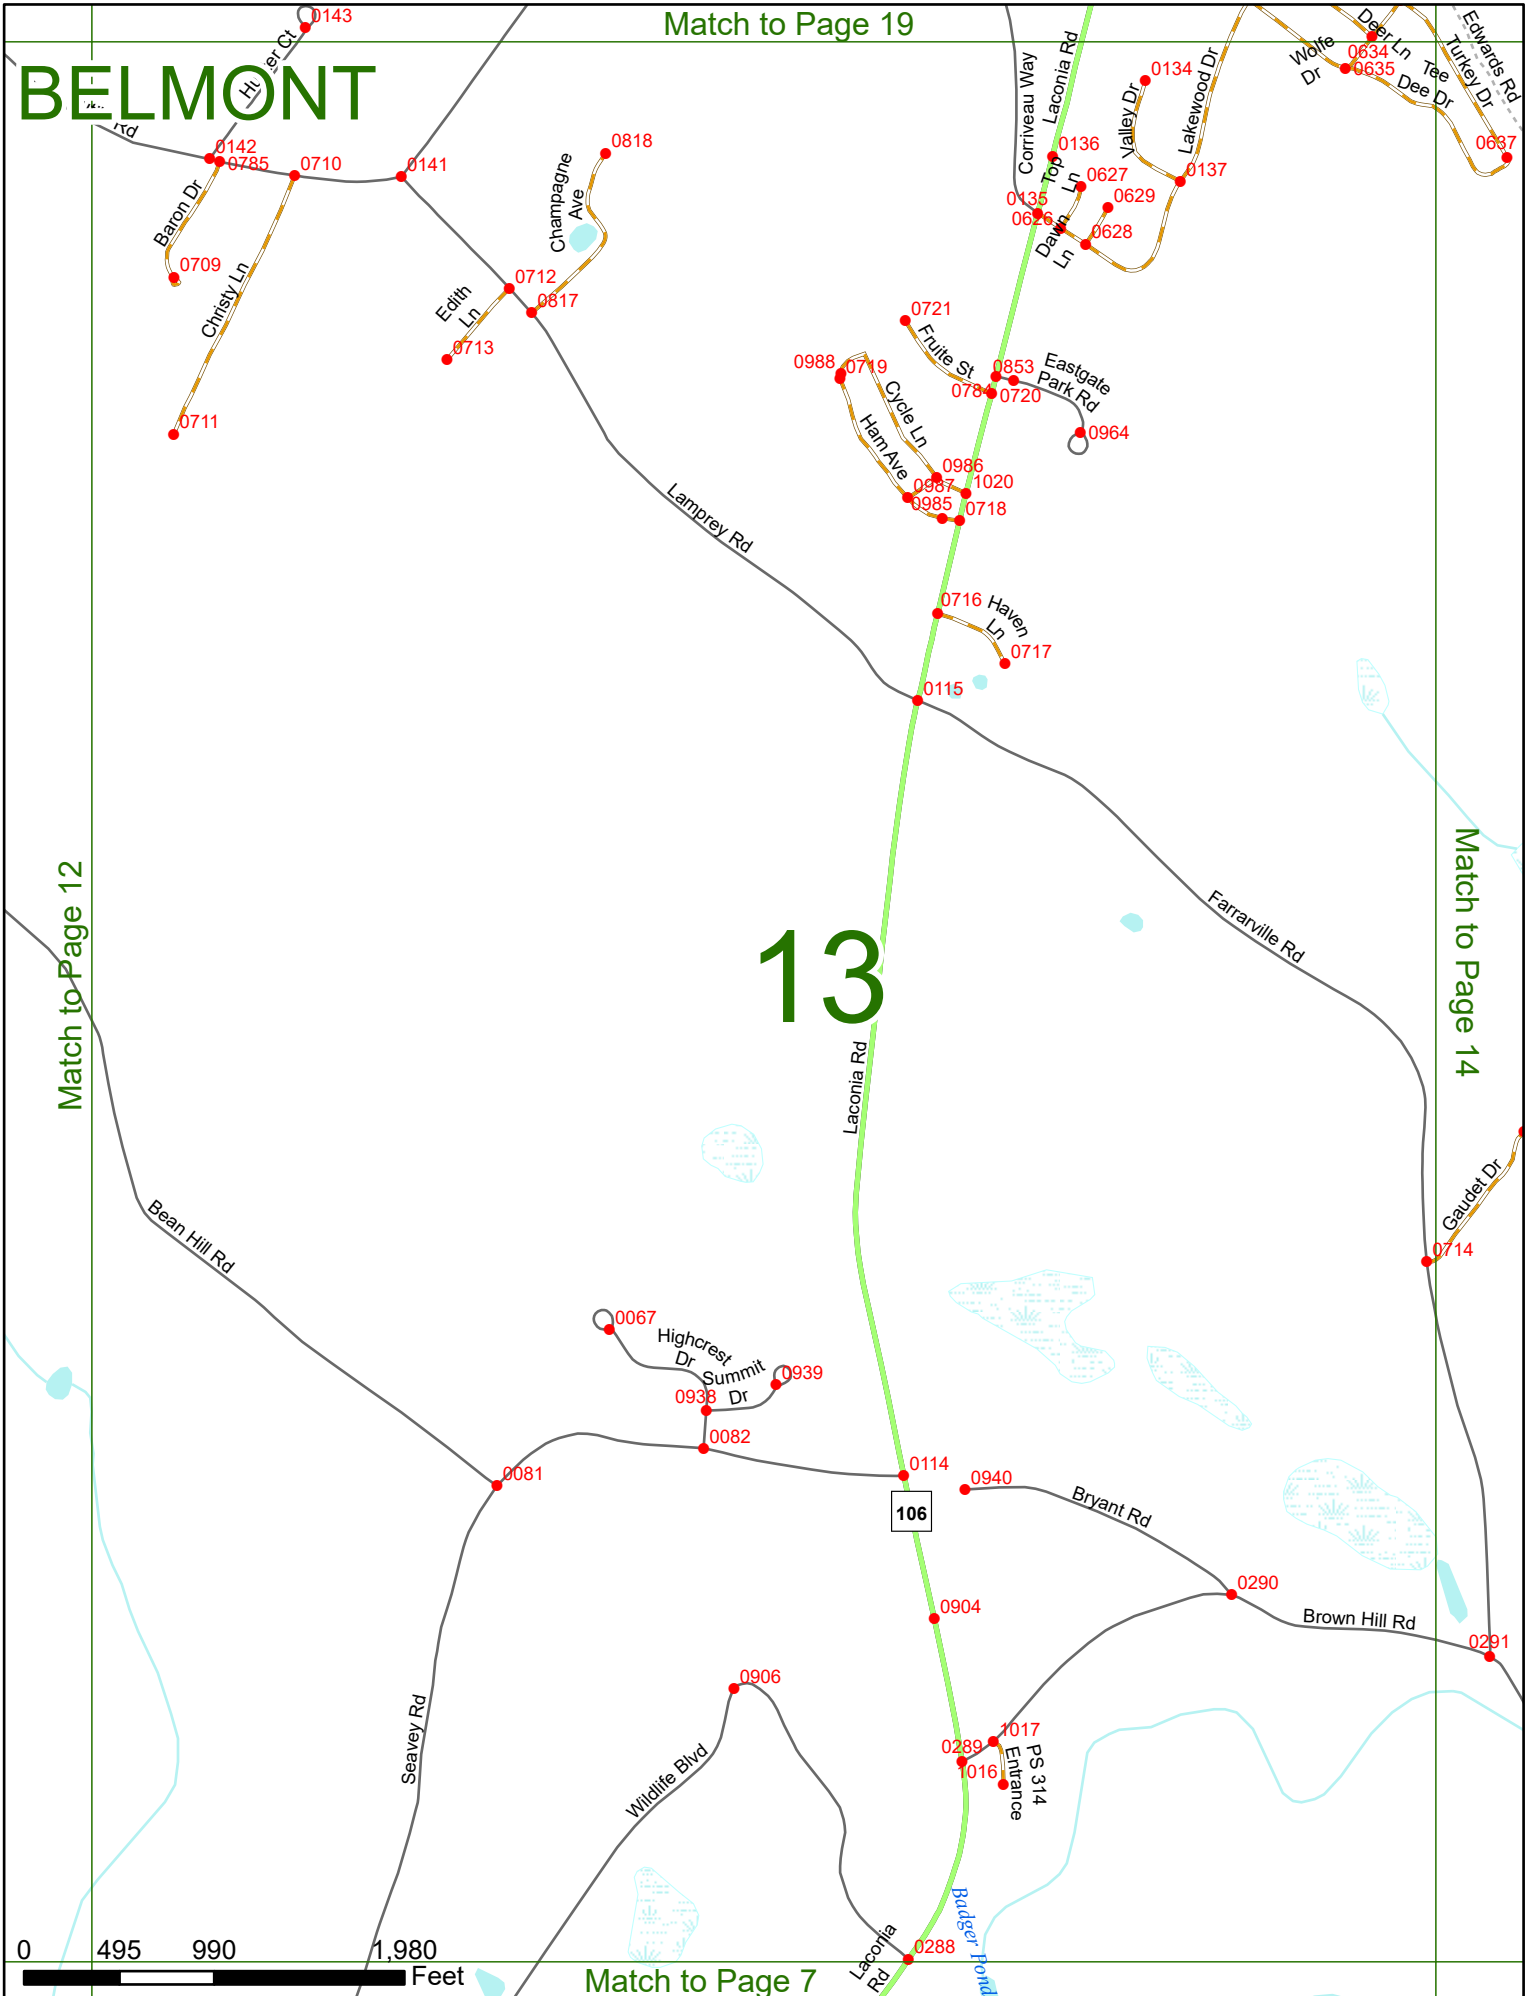 Match to Page 19
BELMONT
0143
Rd
0142
0785
0710
0141
0818
Champagne
Ave
Baron Dr
0709
Christy Ln
0711
0712
0817
Edith
Ln
0713
Corriveau Way
Laconia Rd
0136
Top
Ln
0627
0629
0135
0626
Dawn
Ln
0628
Valley Dr
0134
Lakewood Dr
0137
Wolfe
Dr
Deer Ln
0634
0635
Tee
Dee Dr
Turkey Dr
Edwards Rd
0637
0721
Fruite St
0853
0784
0720
Eastgate
Park Rd
0964
0988
0719
Cycle Ln
Ham Ave
0986
0987
0985
1020
0718
Lamprey Rd
0716
Haven
Ln
0717
0115
Match to Page 12
13
Farrarville Rd
Match to Page 14
Laconia Rd
Bean Hill Rd
Gaudet Dr
0714
0067
Highcrest
Dr
Summit
Dr
0939
0938
0082
0081
0114
106
0940
Bryant Rd
0290
Brown Hill Rd
0291
0904
0906
Seavey Rd
Wildlife Blvd
1017
0289
1016
PS 314
Entrance
Badger Pond
Laconia
Rd
0288
0 495 990 1,980
Feet
Match to Page 7